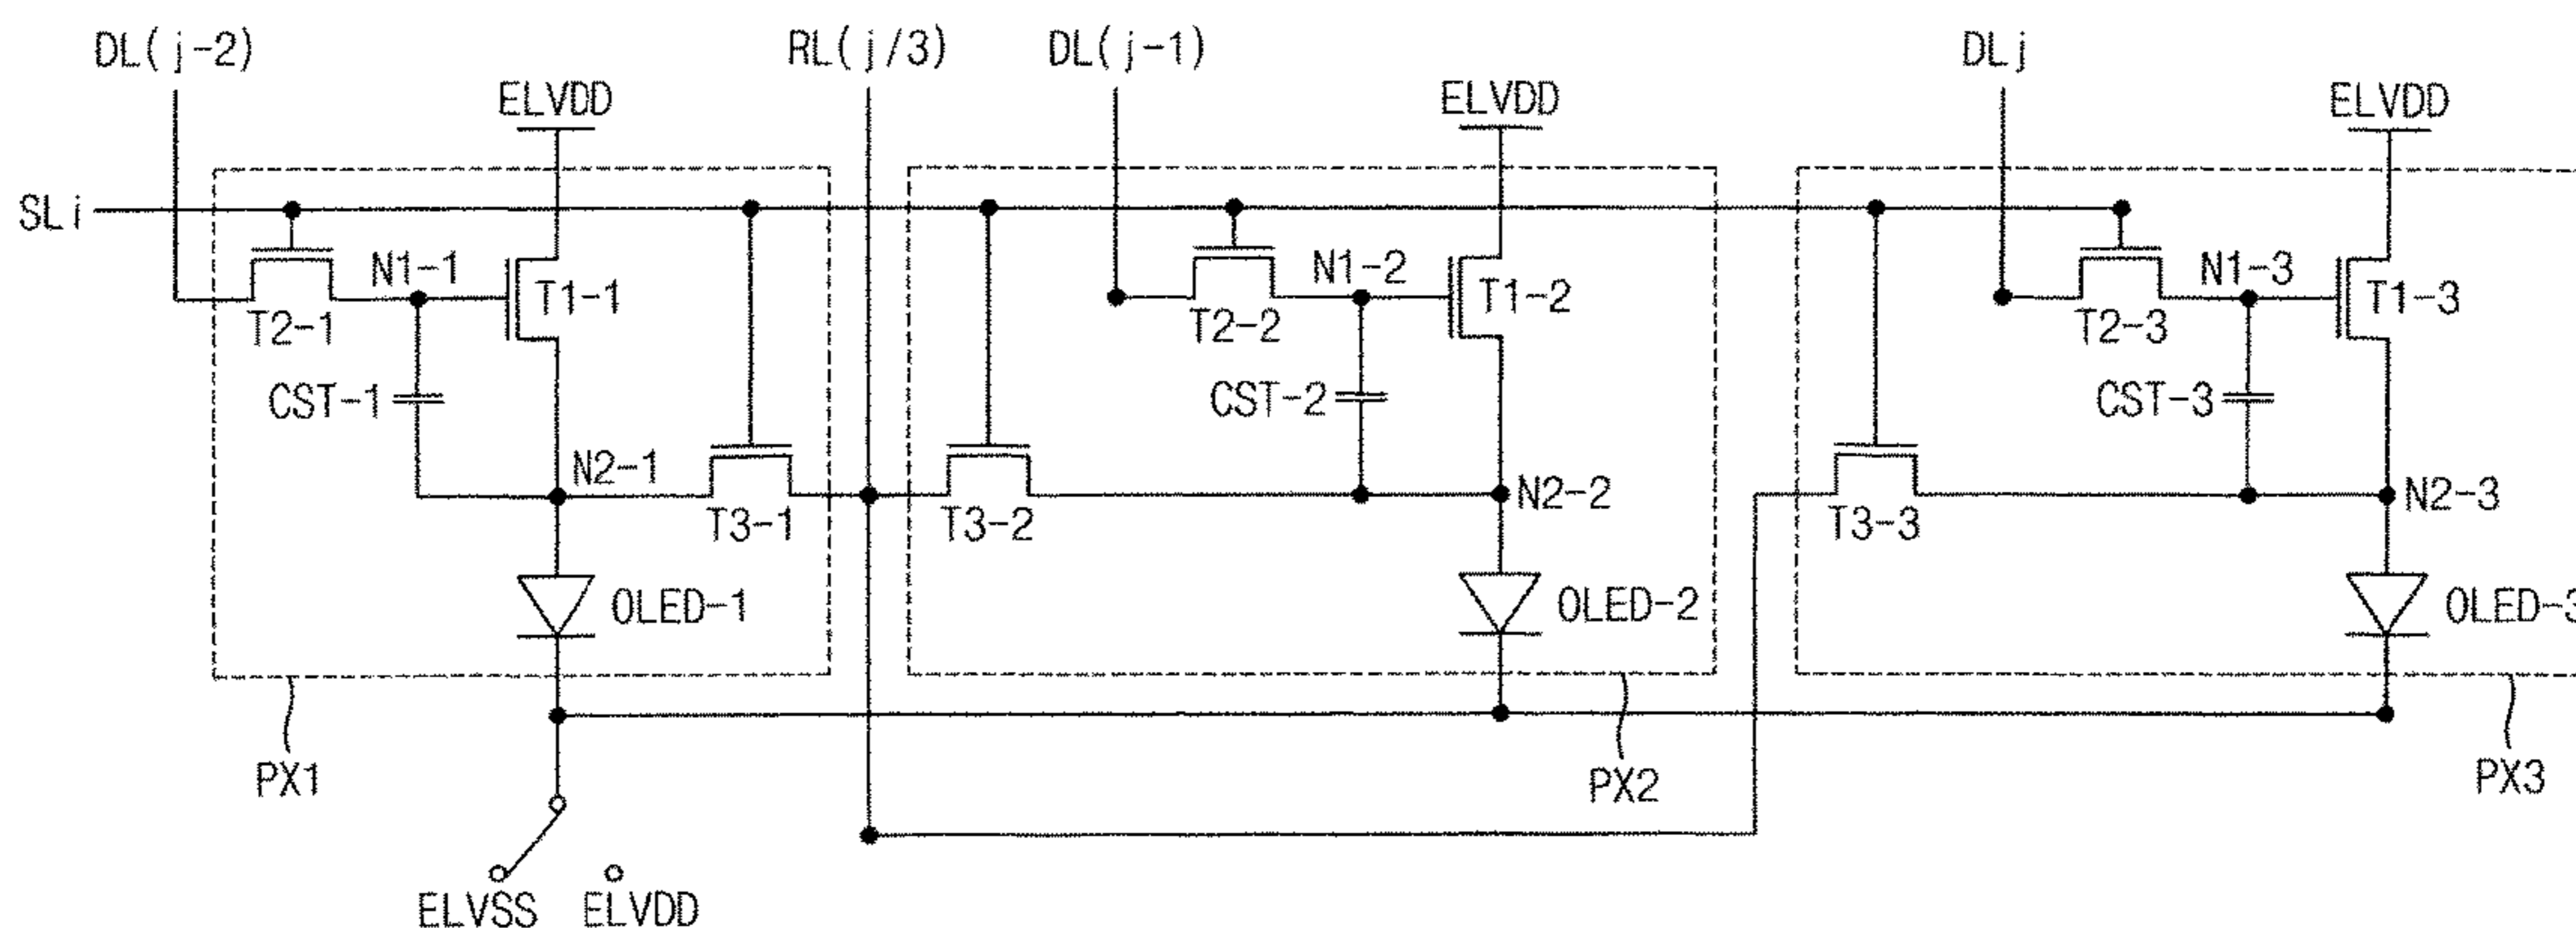 DL(j-2)
RL(j/3)
DL(j-1)
DLj
ELVDD
ELVDD
ELVDD
SLi
N1-1
T1-1
T2-1
CST-1
N2-1
T3-1
OLED-1
N1-2
T1-2
T2-2
CST-2
T3-2
N2-2
OLED-2
N1-3
T1-3
T2-3
CST-3
T3-3
N2-3
OLED-3
PX1
PX2
PX3
ELVSS
ELVDD